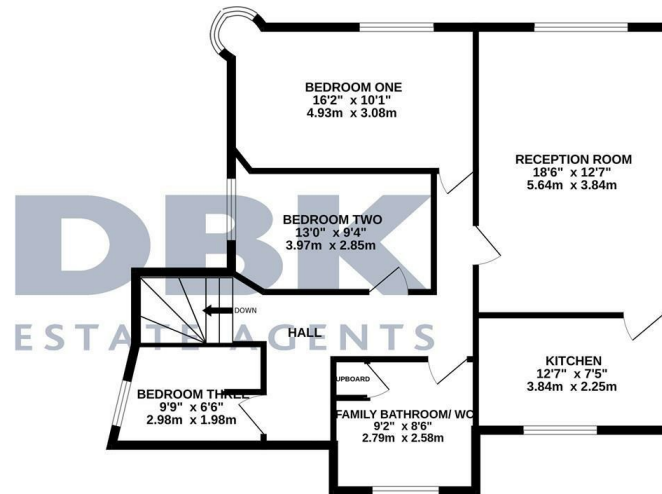 BEDROOM ONE
16'2" x 10'1"
4.93m x 3.08m
RECEPTION ROOM
18'6" x 12'7"
5.64m x 3.84m
DBK
BEDROOM TWO
13'0" x 9'4"
3.97m x 2.85m
DOWN
ESTATE AGENTS
HALL
KITCHEN
12'7" x 7'5"
3.84m x 2.25m
UPBOARD
BEDROOM THREE
9'9" x 6'6"
2.98m x 1.98m
FAMILY BATHROOM/ WC
9'2" x 8'6"
2.79m x 2.58m